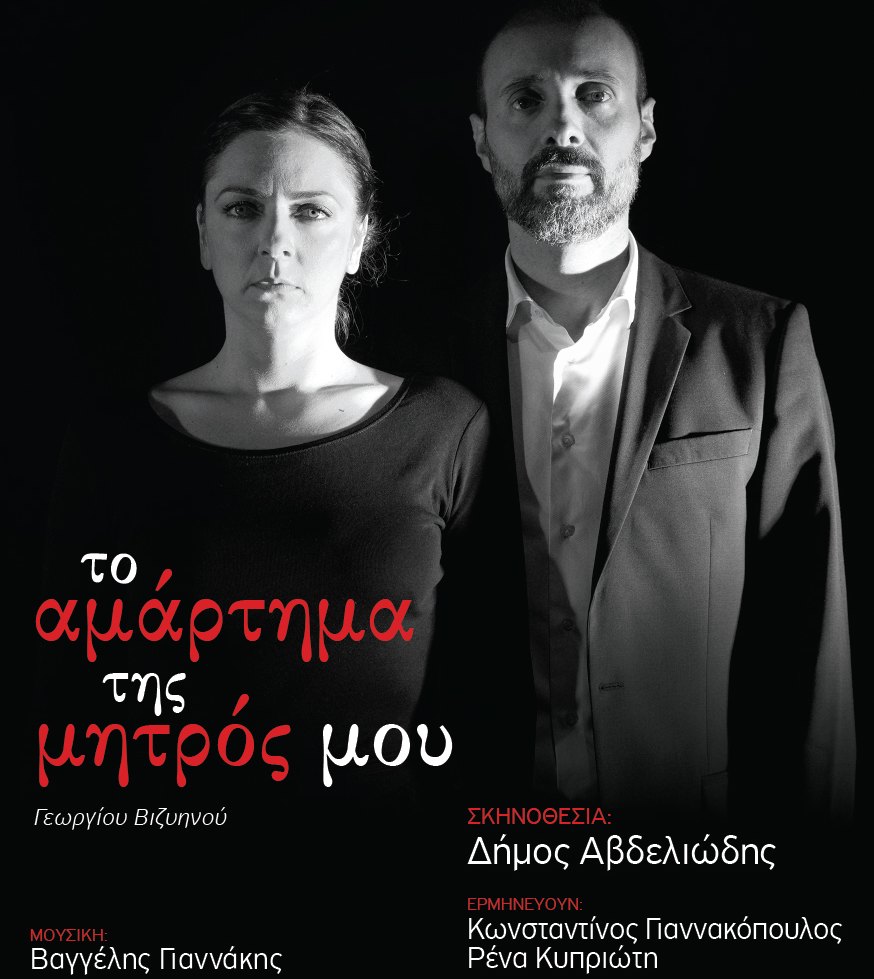 το
αμάρτημα
της
μητρός μου
Γεωργίου Βιζυηνού
ΣΚΗΝΟΘΕΣΙΑ:
Δήμος Αβδελιώδης
ΕΡΜΗΝΕΥΟΥΝ:
Κωνσταντίνος Γιαννακόπουλος
Ρένα Κυπριώτη
ΜΟΥΣΙΚΗ:
Βαγγέλης Γιαννάκης